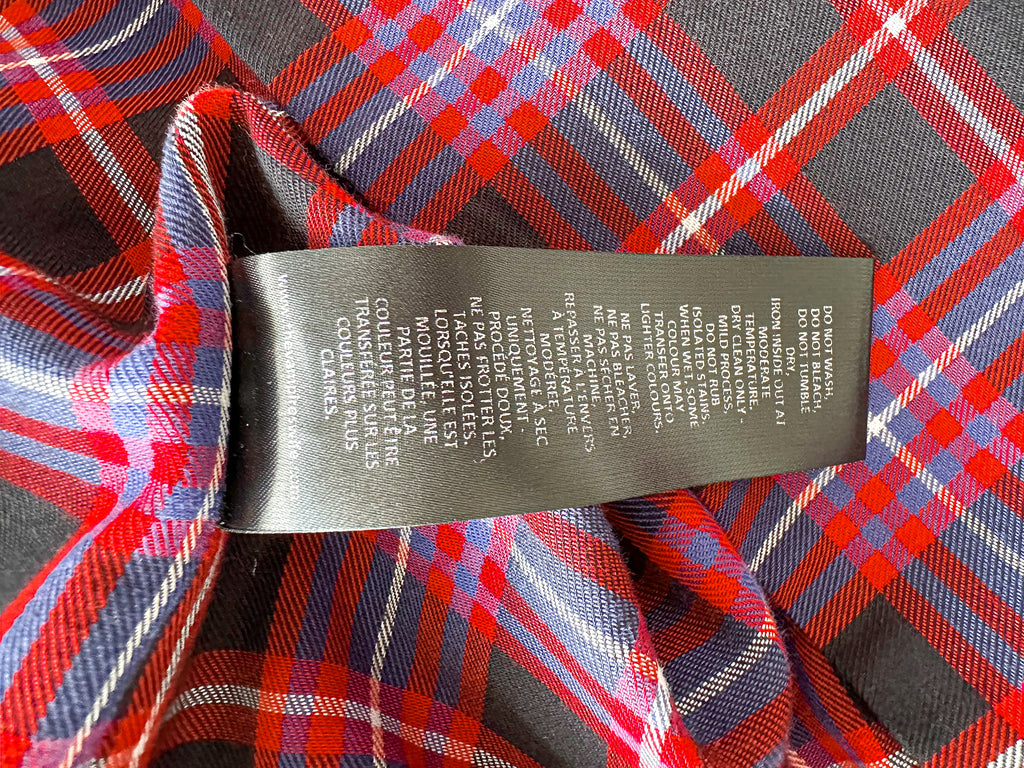 DO NOT WASH,
DO NOT BLEACH,
DO NOT TUMBLE
DRY,
IRON INSIDE OUT AT
MODERATE
TEMPERATURE.
DRY CLEAN ONLY -
MILD PROCESS.
DO NOT RUB
ISOLATED STAINS.
WHEN WET, SOME
COLOUR MAY
TRANSFER ONTO
LIGHTER COLOURS.
NE PAS LAVER,
NE PAS BLEACHER,
NE PAS SÉCHER EN
MACHINE,
REPASSER À L'ENVERS
À TEMPÉRATURE
MODÉRÉE,
NETTOYAGE À SEC
UNIQUEMENT -
PROCÉDÉ DOUX,
NE PAS FROTTER LES
TACHES ISOLÉES.
LORSQU'ELLE EST
MOUILLÉE, UNE
PARTIE DE LA
COULEUR PEUT ÊTRE
TRANSFÉRÉE SUR LES
COULEURS PLUS
CLAIRES.